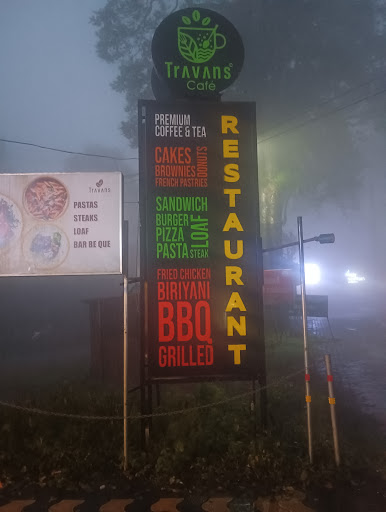 Travans
Café
PREMIUM
COFFEE & TEA
CAKES
BROWNIES
DONUTS
FRENCH PASTRIES
SANDWICH
BURGER
PIZZA
LOAF
PASTA STEAK
FRIED CHICKEN
BIRIYANI
BBQ
GRILLED
RESTAURANT
TRAVANS
PASTAS
STEAKS
LOAF
BAR BE QUE